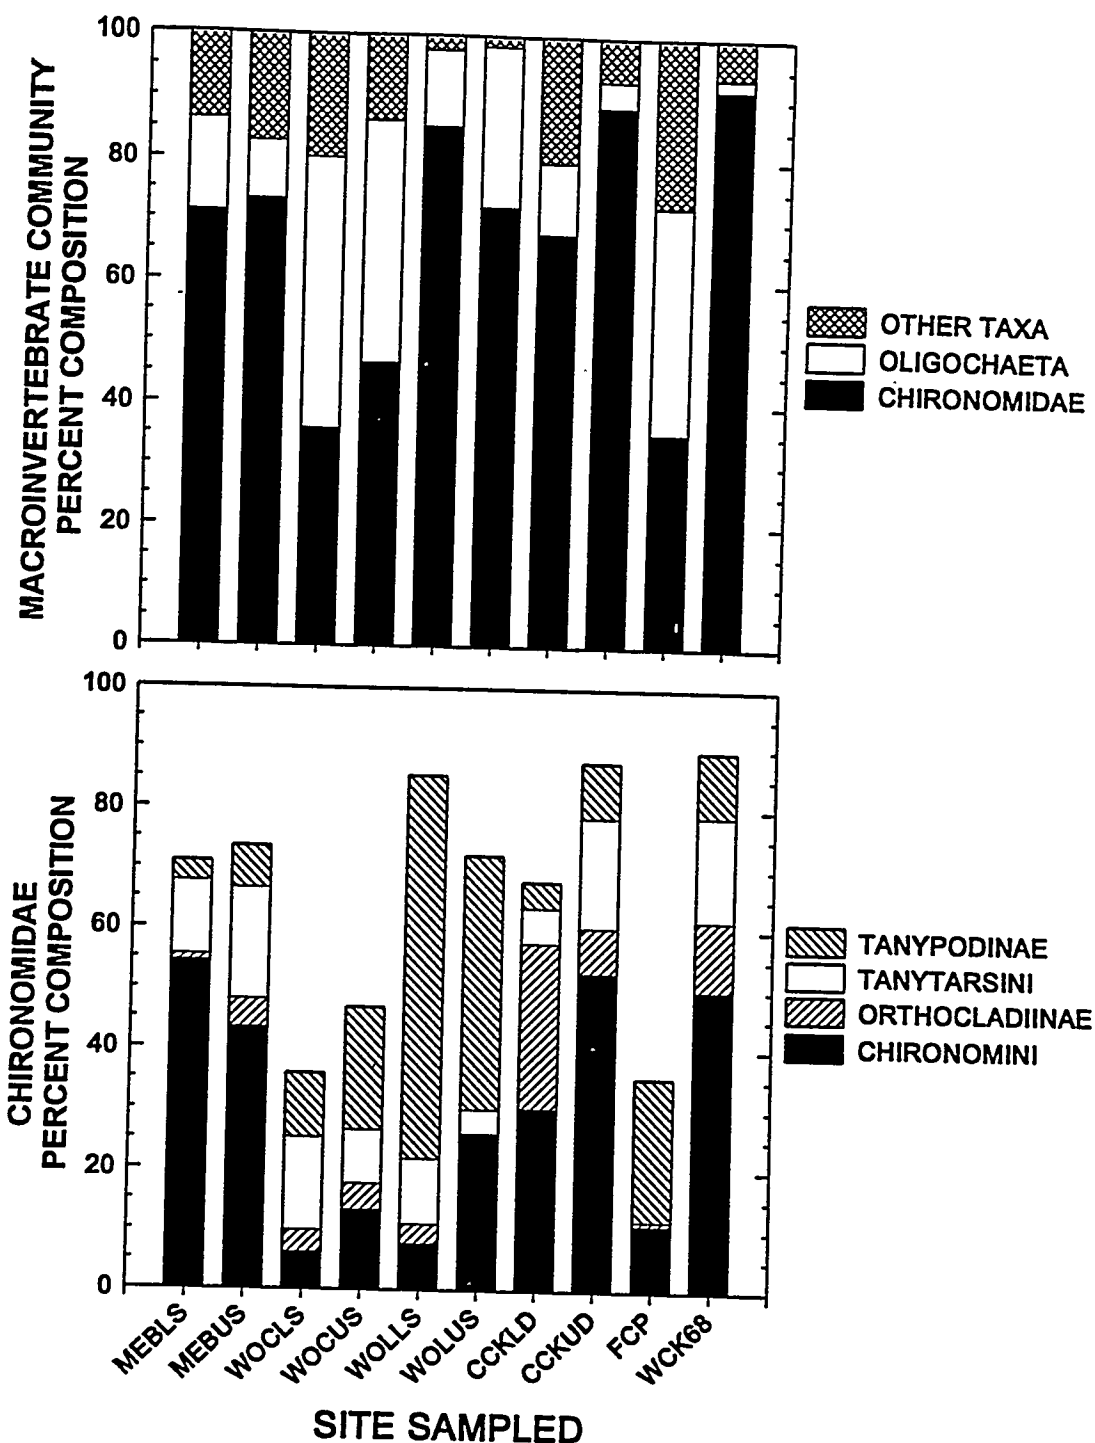 MACROINVERTEBRATE COMMUNITY
PERCENT COMPOSITION
100
80
60
40
20
0
OTHER TAXA
OLIGOCHAETA
CHIRONOMIDAE
CHIRONOMIDAE
PERCENT COMPOSITION
100
80
60
40
20
0
TANYPODINAE
TANYTARSINI
ORTHOCLADIINAE
CHIRONOMINI
MEBLS
MEBUS
WOCLS
WOCUS
WOLLS
WOLUS
CCKLD
CCKUD
FCP
WCK68
SITE SAMPLED